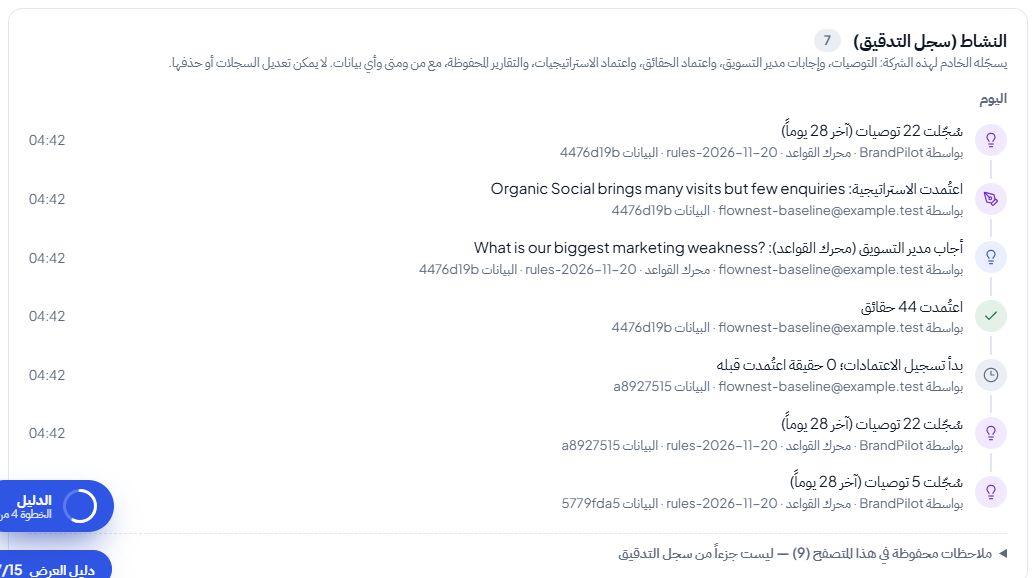 النشاط (سجل التدقيق) 7
يسجّله الخادم لهذه الشركة: التوصيات، وإجابات مدير التسويق، واعتماد الحقائق، واعتماد الاستراتيجيات، والتقارير المحفوظة، مع من ومتى وأي بيانات. لا يمكن تعديل السجلات أو حذفها.
اليوم
سُجّلت 22 توصيات (آخر 28 يوماً) 04:42
بواسطة BrandPilot · محرك القواعد · rules-2026-11-20 · البيانات 4476d19b
اعتُمدت الاستراتيجية: Organic Social brings many visits but few enquiries 04:42
بواسطة flownest-baseline@example.test · البيانات 4476d19b
أجاب مدير التسويق (محرك القواعد): What is our biggest marketing weakness? 04:42
بواسطة flownest-baseline@example.test · محرك القواعد · rules-2026-11-20 · البيانات 4476d19b
اعتُمدت 44 حقائق 04:42
بواسطة flownest-baseline@example.test · البيانات 4476d19b
بدأ تسجيل الاعتمادات؛ 0 حقيقة اعتُمدت قبله 04:42
بواسطة flownest-baseline@example.test · البيانات a8927515
سُجّلت 22 توصيات (آخر 28 يوماً) 04:42
بواسطة BrandPilot · محرك القواعد · rules-2026-11-20 · البيانات a8927515
سُجّلت 5 توصيات (آخر 28 يوماً)
بواسطة BrandPilot · محرك القواعد · rules-2026-11-20 · البيانات 5779fda5
الدليل
الخطوة 4 من
ملاحظات محفوظة في هذا المتصفح (9) — ليست جزءاً من سجل التدقيق
دليل العرض /15